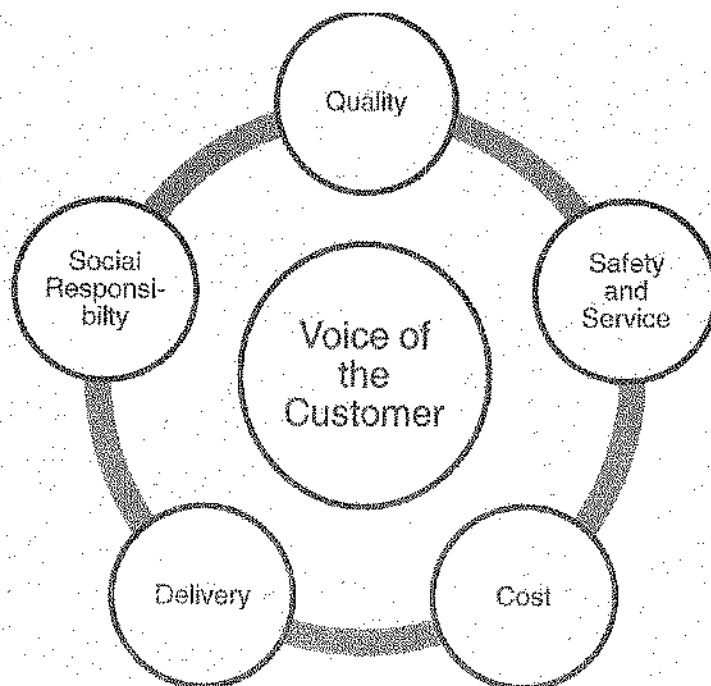 Quality
Social
Responsi-
bilty
Safety
and
Service
Voice of
the
Customer
Delivery
Cost